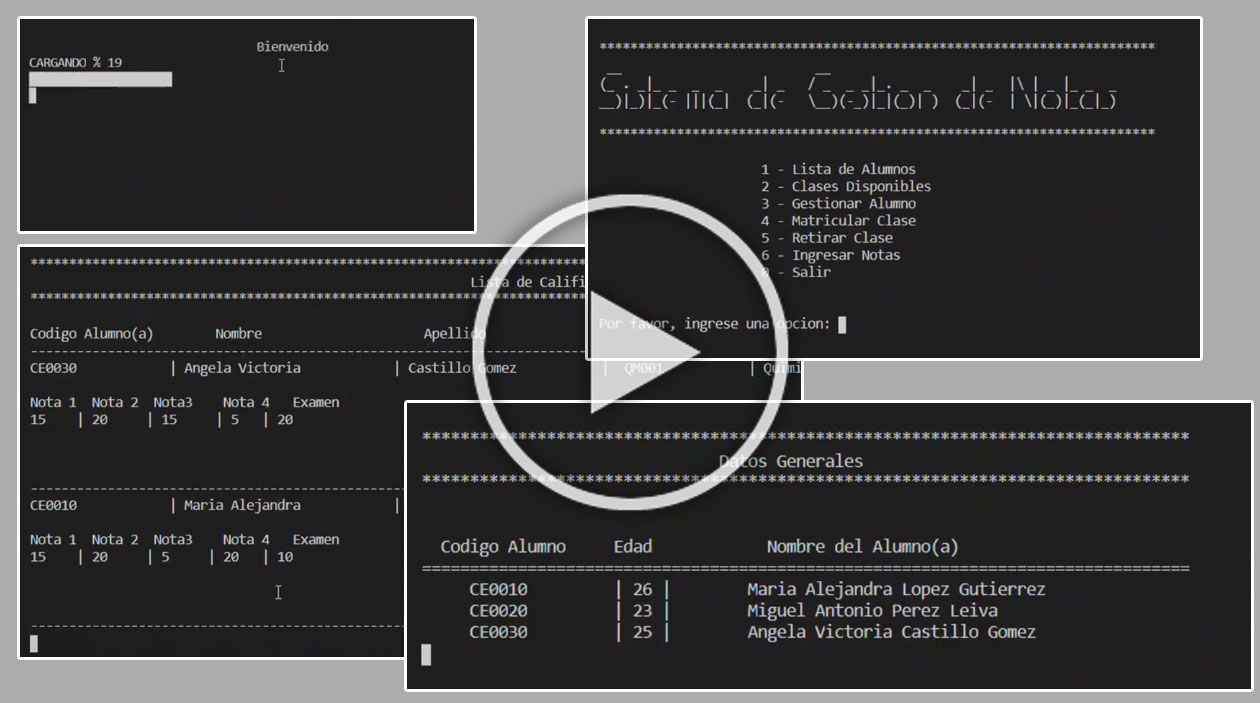 Bienvenido
CARGANDO % 19
********************************************************************************
Sistema de Gestion de Notas
********************************************************************************
1 - Lista de Alumnos
2 - Clases Disponibles
3 - Gestionar Alumno
4 - Matricular Clase
5 - Retirar Clase
6 - Ingresar Notas
0 - Salir
Por favor, ingrese una opcion:
Lista de Califi
Codigo Alumno(a) Nombre Apellido
CE0030 | Angela Victoria | Castillo Gomez | QM001 | Quimi
Nota 1 Nota 2 Nota3 Nota 4 Examen
15 | 20 | 15 | 5 | 20
CE0010 | Maria Alejandra |
Nota 1 Nota 2 Nota3 Nota 4 Examen
15 | 20 | 5 | 20 | 10
Datos Generales
Codigo Alumno Edad Nombre del Alumno(a)
CE0010 | 26 | Maria Alejandra Lopez Gutierrez
CE0020 | 23 | Miguel Antonio Perez Leiva
CE0030 | 25 | Angela Victoria Castillo Gomez